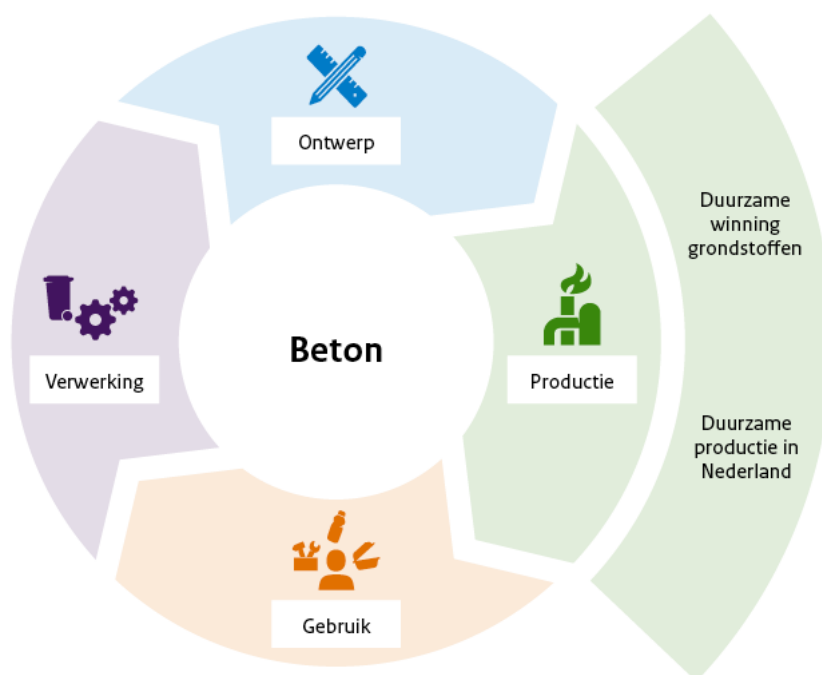 Ontwerp
Beton
Productie
Verwerking
Gebruik
Duurzame
winning
grondstoffen
Duurzame
productie in
Nederland